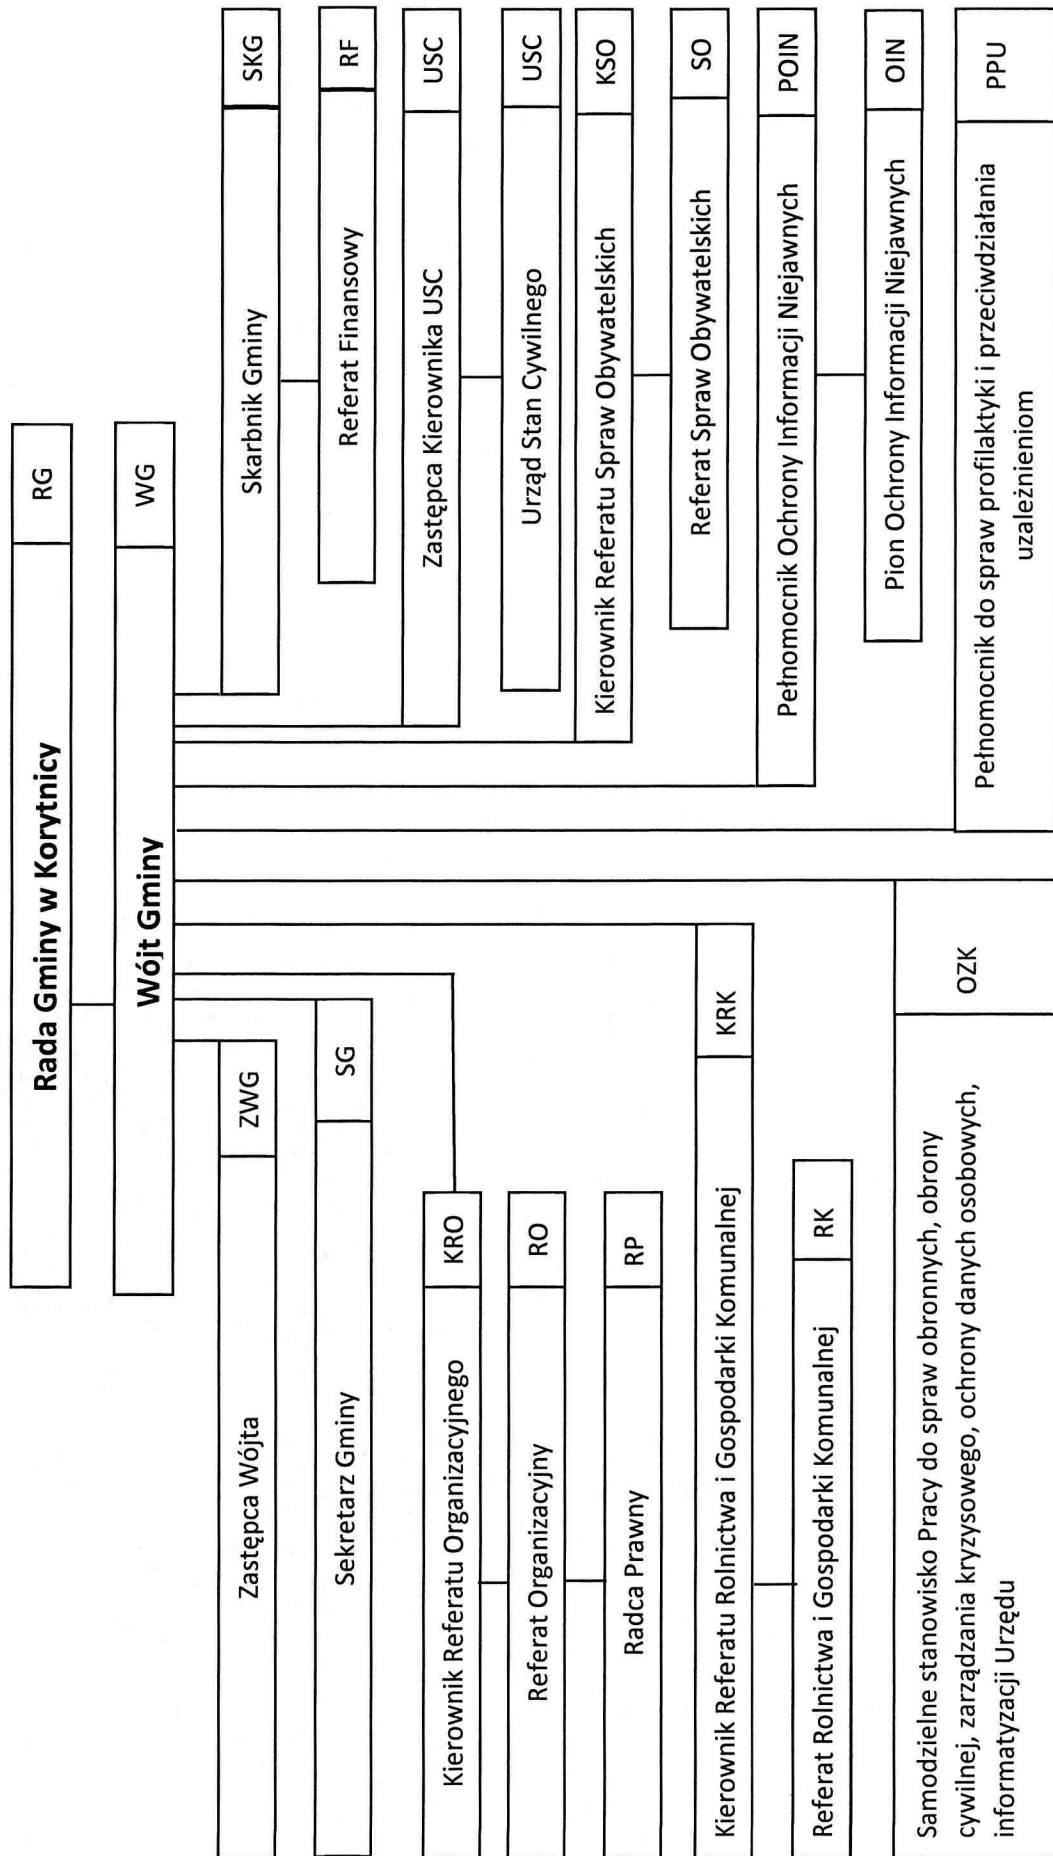 Rada Gminy w Korytnicy
RG
Wójt Gminy
WG
Zastępca Wójta
ZWG
Sekretarz Gminy
SG
Kierownik Referatu Organizacyjnego
KRO
Referat Organizacyjny
RO
Radca Prawny
RP
Kierownik Referatu Rolnictwa i Gospodarki Komunalnej
KRK
Referat Rolnictwa i Gospodarki Komunalnej
RK
Samodzielne stanowisko Pracy do spraw obronnych, obrony
cywilnej, zarządzania kryzysowego, ochrony danych osobowych,
informatyzacji Urzędu
OZK
Skarbnik Gminy
SKG
Referat Finansowy
RF
Zastępca Kierownika USC
USC
Urząd Stan Cywilnego
USC
Kierownik Referatu Spraw Obywatelskich
KSO
Referat Spraw Obywatelskich
SO
Pełnomocnik Ochrony Informacji Niejawnych
POIN
Pion Ochrony Informacji Niejawnych
OIN
Pełnomocnik do spraw profilaktyki i przeciwdziałania
uzależnieniom
PPU